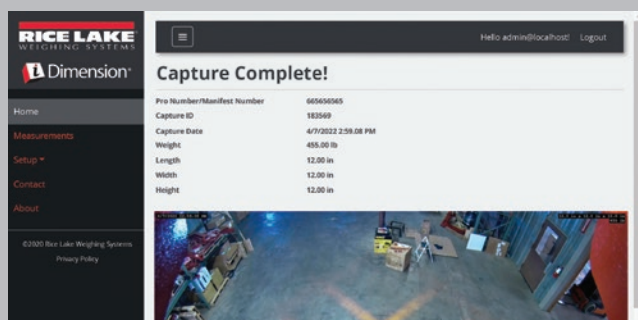 RICE LAKE
WEIGHING SYSTEMS
iDimension®
Home
Measurements
Setup
Contact
About
©2020 Rice Lake Weighing Systems
Privacy Policy
Hello admin@localhost! Logout
Capture Complete!
Pro Number/Manifest Number 665656565
Capture ID 183569
Capture Date 4/7/2022 2:59.08 PM
Weight 455.00 lb
Length 12.00 in
Width 12.00 in
Height 12.00 in